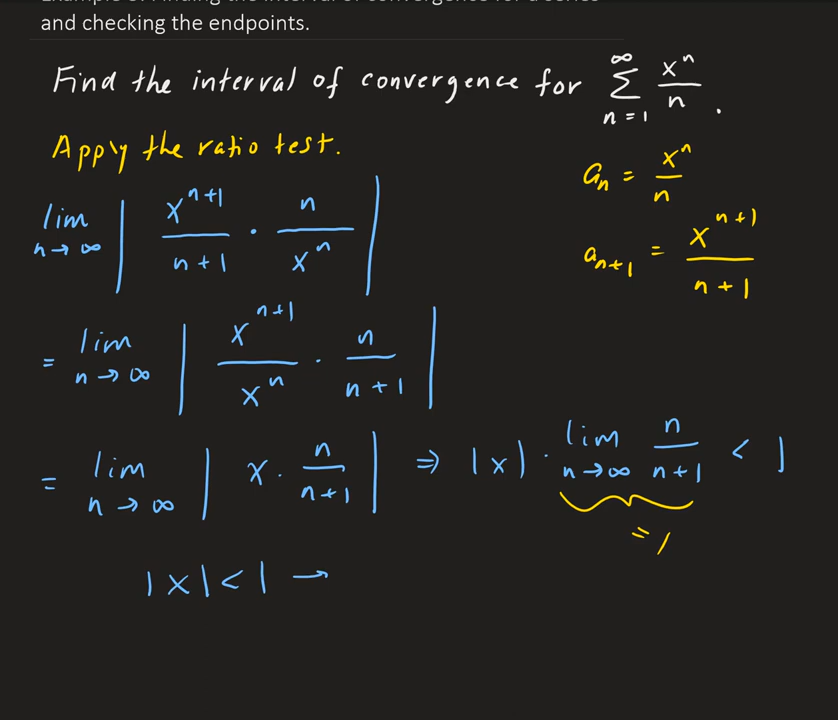 and checking the endpoints.
Find the interval of convergence for ∑_{n=1}^{∞} x^n/n .
Apply the ratio test.
a_n = x^n/n
a_{n+1} = x^{n+1}/(n+1)
lim_{n→∞} | x^{n+1}/(n+1) · n/x^n |
= lim_{n→∞} | x^{n+1}/x^n · n/(n+1) |
= lim_{n→∞} | x · n/(n+1) | ⇒ |x| · lim_{n→∞} n/(n+1) < 1
= 1
|x| < 1 →